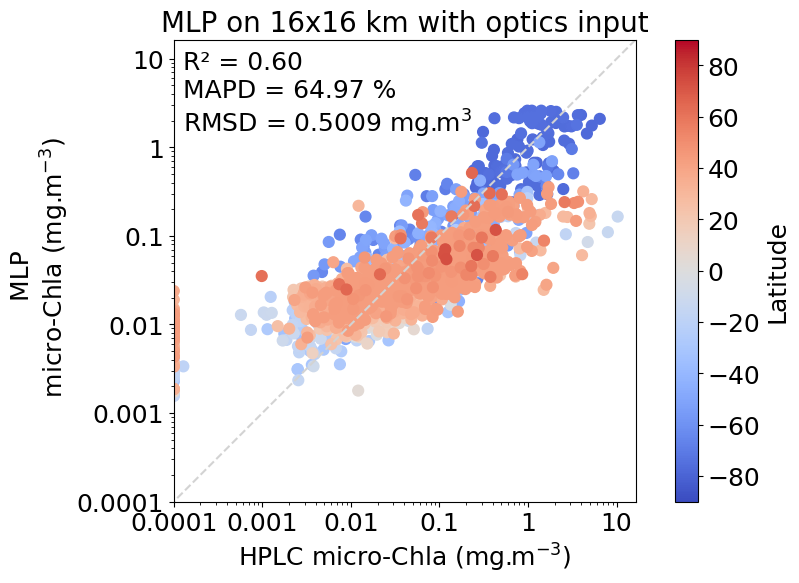 MLP on 16x16 km with optics input
R² = 0.60
MAPD = 64.97 %
RMSD = 0.5009 mg.m³
MLP
micro-Chla (mg.m⁻³)
10
1
0.1
0.01
0.001
0.0001
0.0001 0.001 0.01 0.1 1 10
HPLC micro-Chla (mg.m⁻³)
80
60
40
20
0
−20
−40
−60
−80
Latitude